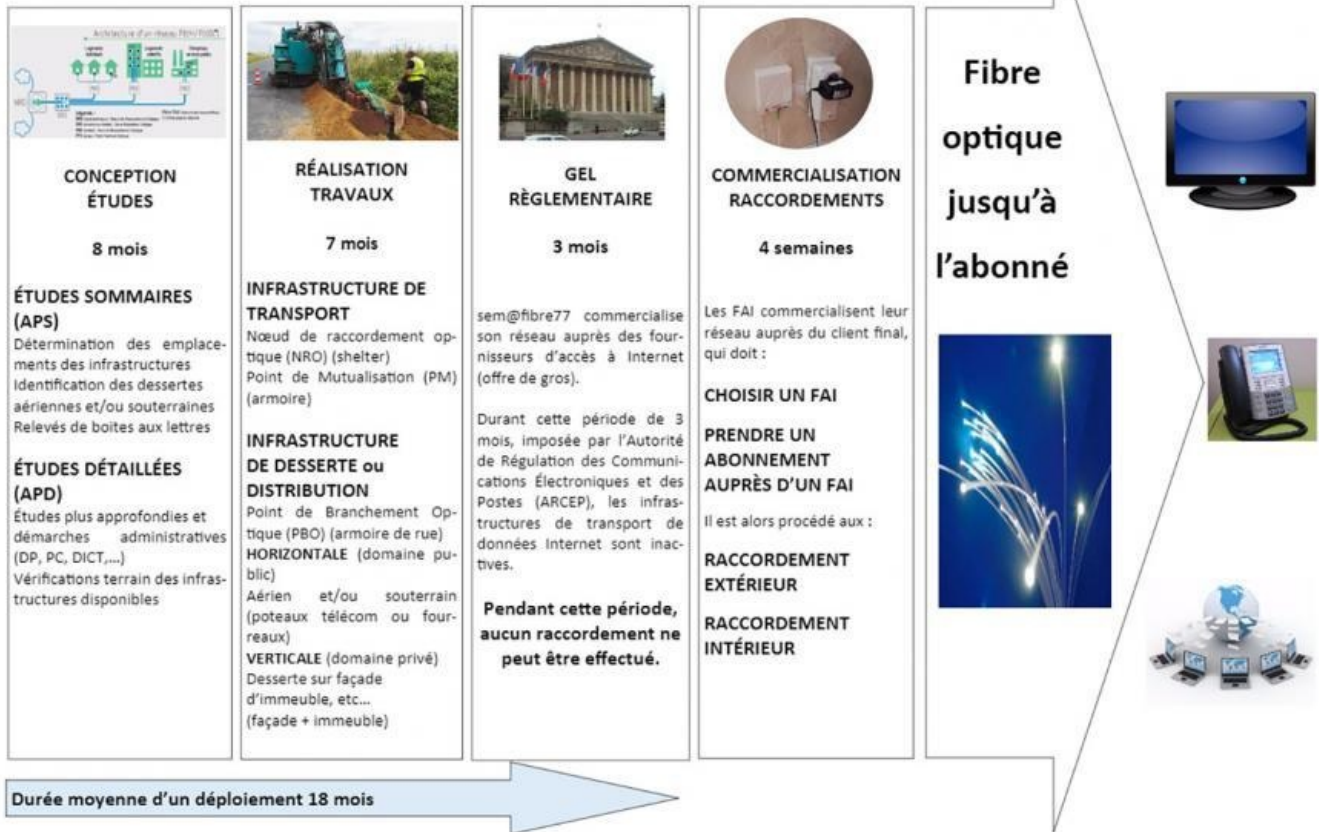 Architecture d'un réseau FttH/
CONCEPTION
ÉTUDES
8 mois
ÉTUDES SOMMAIRES
(APS)
Détermination des emplace-
ments des infrastructures
Identification des dessertes
aériennes et/ou souterraines
Relevés de boites aux lettres
ÉTUDES DÉTAILLÉES
(APD)
Études plus approfondies et
démarches administratives
(DP, PC, DICT,...)
Vérifications terrain des infras-
tructures disponibles
RÉALISATION
TRAVAUX
7 mois
INFRASTRUCTURE DE
TRANSPORT
Nœud de raccordement op-
tique (NRO) (shelter)
Point de Mutualisation (PM)
(armoire)
INFRASTRUCTURE
DE DESSERTE ou
DISTRIBUTION
Point de Branchement Op-
tique (PBO) (armoire de rue)
HORIZONTALE (domaine pu-
blic)
Aérien et/ou souterrain
(poteaux télécom ou four-
reaux)
VERTICALE (domaine privé)
Desserte sur façade
d'immeuble, etc...
(façade + immeuble)
GEL
RÈGLEMENTAIRE
3 mois
sem@fibre77 commercialise
son réseau auprès des four-
nisseurs d'accès à Internet
(offre de gros).
Durant cette période de 3
mois, imposée par l'Autorité
de Régulation des Communi-
cations Électroniques et des
Postes (ARCEP), les infras-
tructures de transport de
données Internet sont inac-
tives.
Pendant cette période,
aucun raccordement ne
peut être effectué.
COMMERCIALISATION
RACCORDEMENTS
4 semaines
Les FAI commercialisent leur
réseau auprès du client final,
qui doit :
CHOISIR UN FAI
PRENDRE UN
ABONNEMENT
AUPRÈS D'UN FAI
Il est alors procédé aux :
RACCORDEMENT
EXTÉRIEUR
RACCORDEMENT
INTÉRIEUR
Fibre
optique
jusqu'à
l'abonné
Durée moyenne d'un déploiement 18 mois